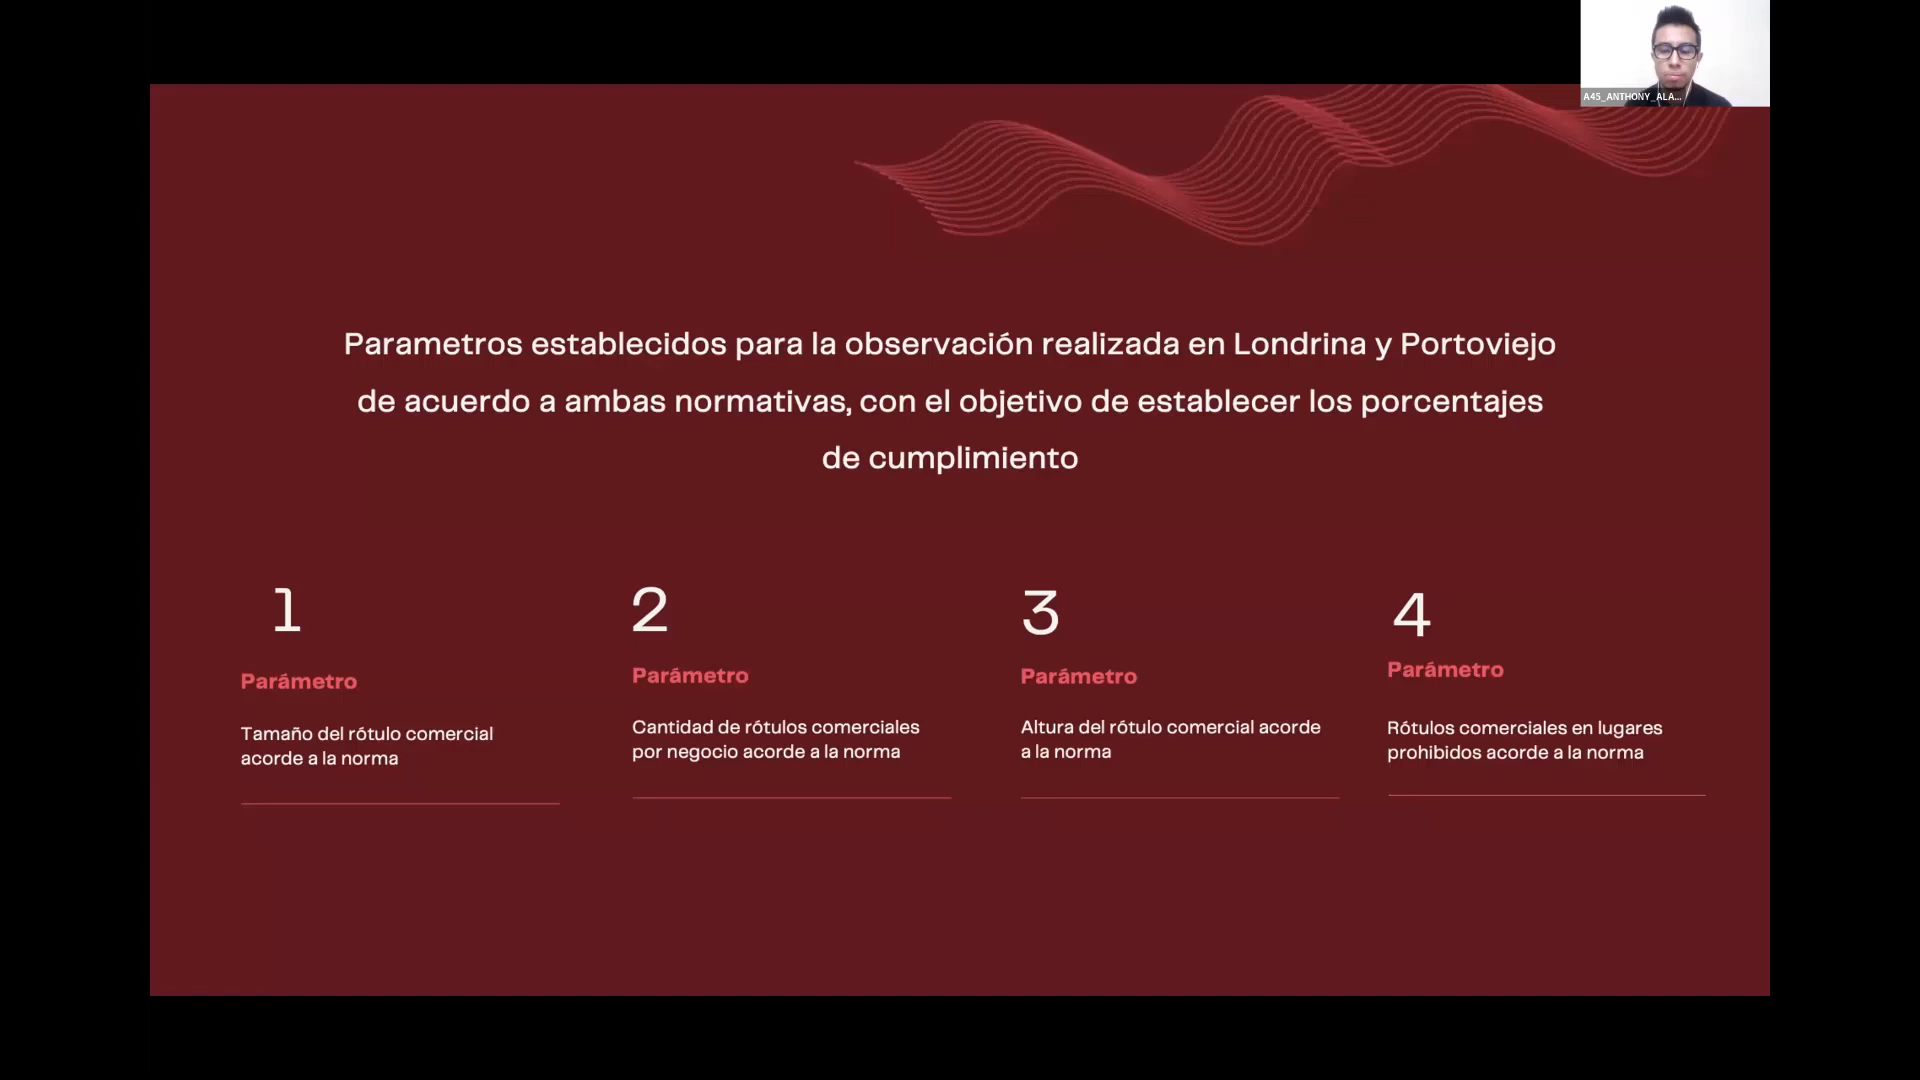 A45_ANTHONY_ALA...
Parametros establecidos para la observación realizada en Londrina y Portoviejo
de acuerdo a ambas normativas, con el objetivo de establecer los porcentajes
de cumplimiento
1
Parámetro
Tamaño del rótulo comercial
acorde a la norma
2
Parámetro
Cantidad de rótulos comerciales
por negocio acorde a la norma
3
Parámetro
Altura del rótulo comercial acorde
a la norma
4
Parámetro
Rótulos comerciales en lugares
prohibidos acorde a la norma